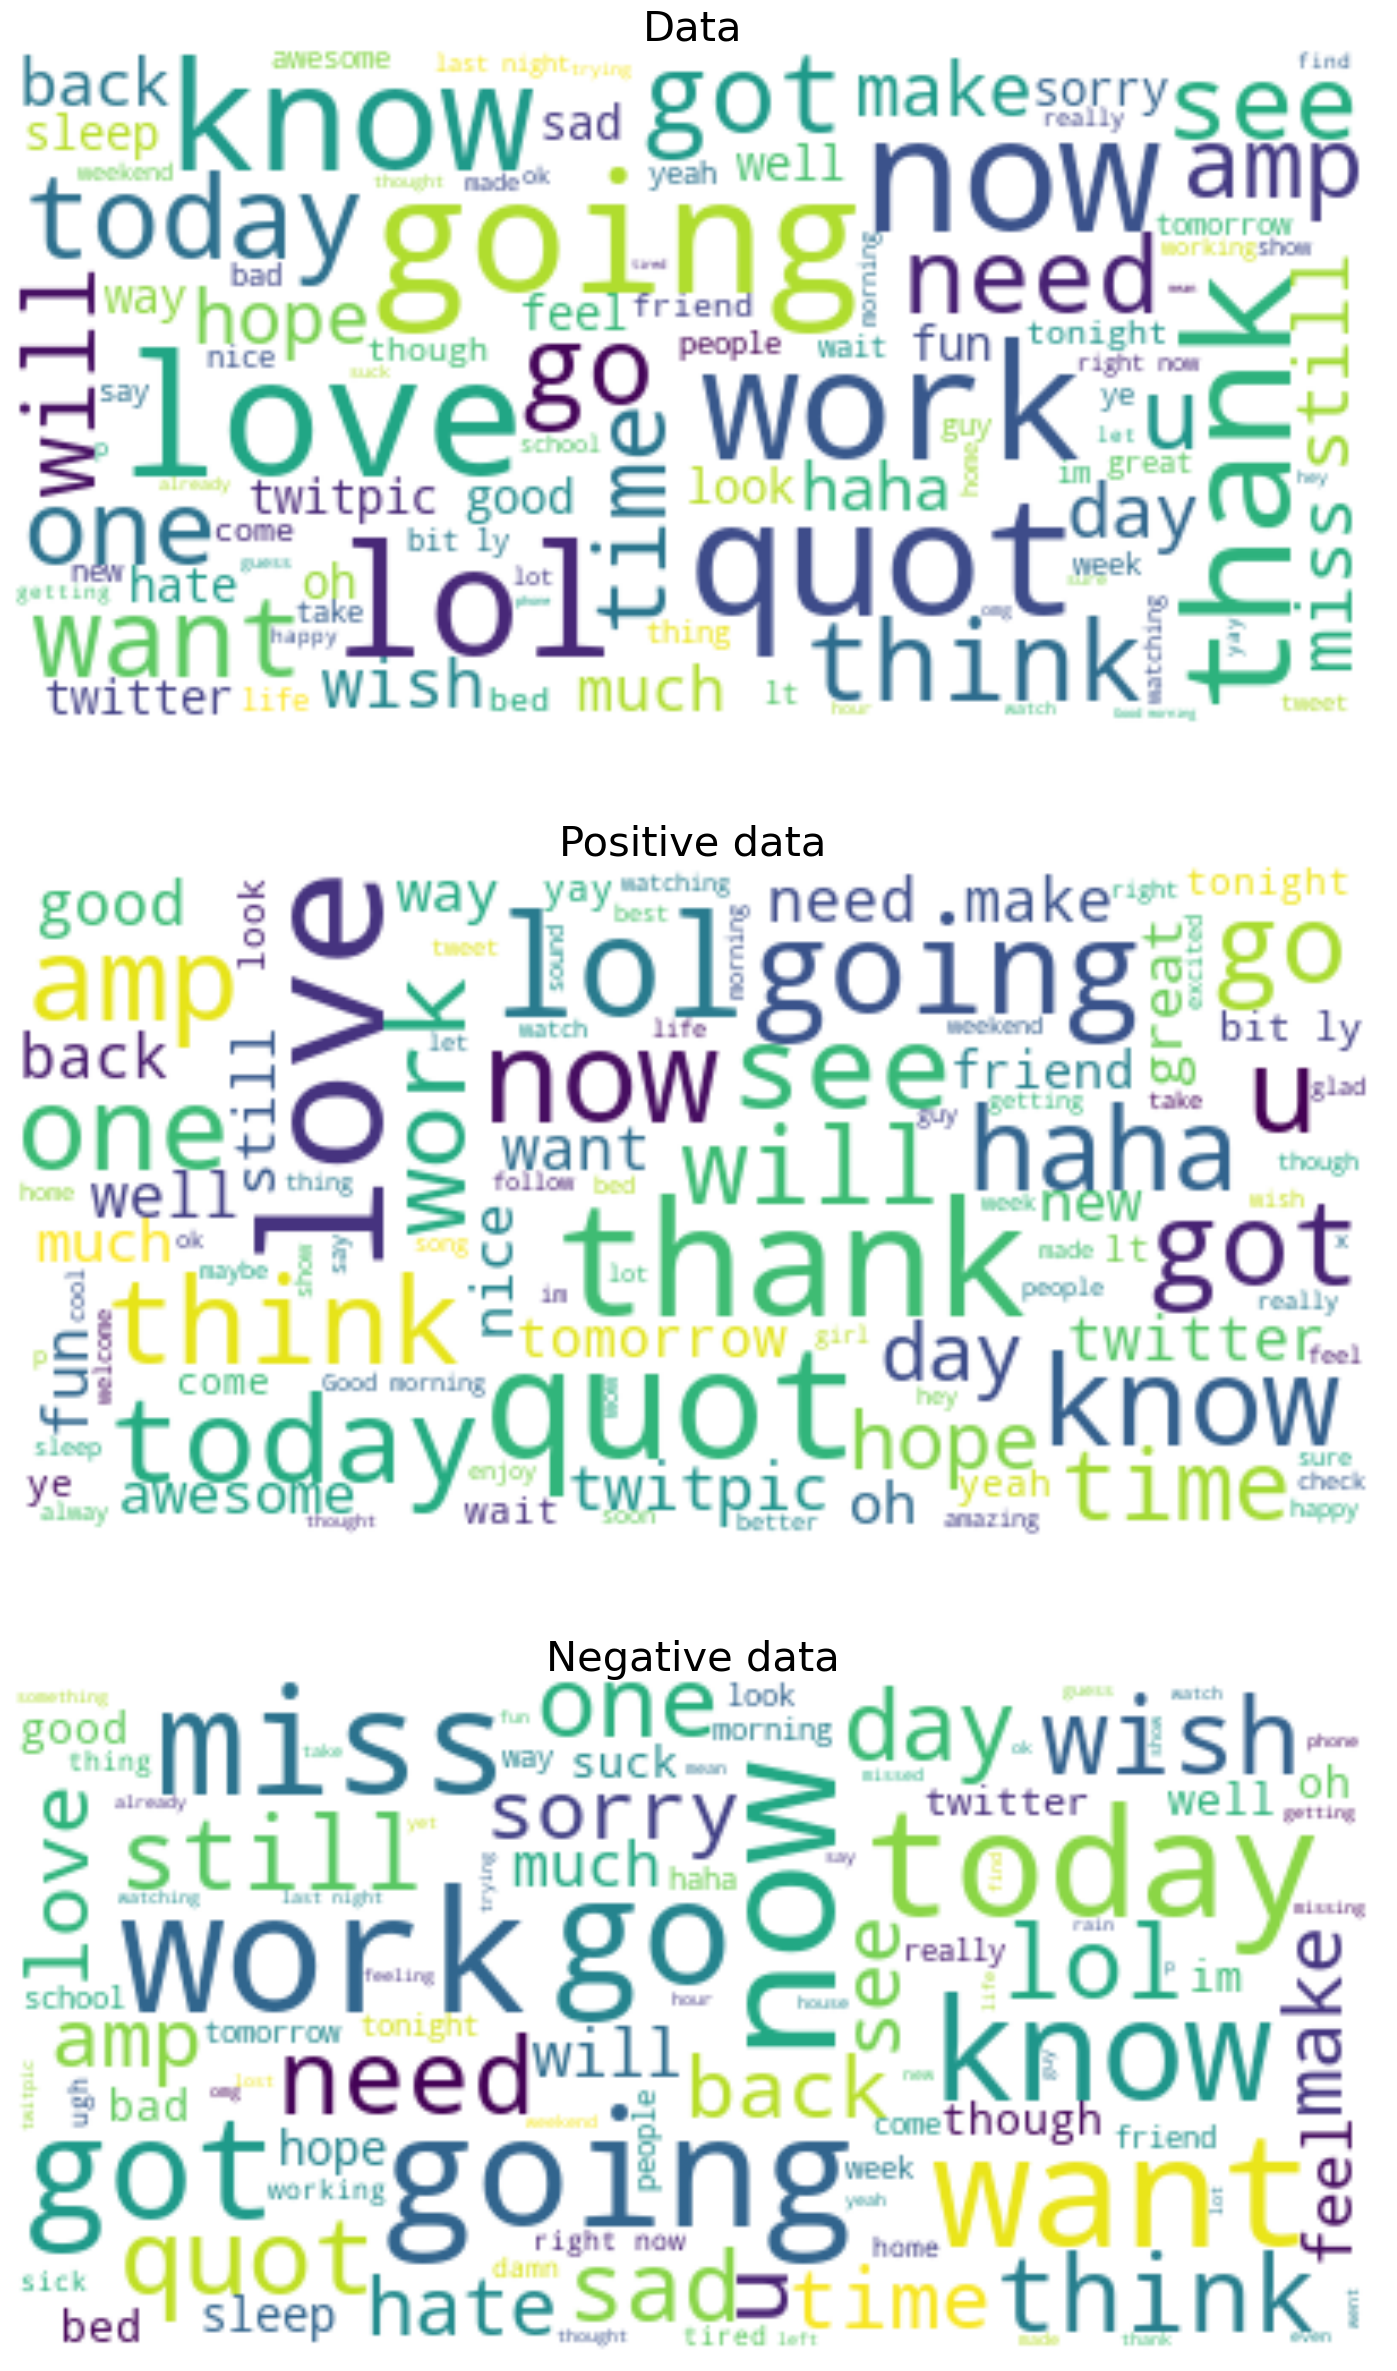 Data
back
know
awesome
last night
trying
got
make
sorry
see
find
sleep
sad
really
weekend
today
thought
made
ok
yeah
well
now
amp
going
tomorrow
working
show
bad
tired
morning
need
will
way
hope
feel
friend
thank
still
nice
though
go
people
wait
fun
tonight
right now
say
love
suck
time
work
ye
u
p
already
school
guy
let
great
twitpic
good
look
haha
home
im
hey
one
come
bit ly
quot
day
miss
new
hate
guess
oh
lol
lot
phone
week
sure
getting
want
take
happy
thing
omg
think
watching
yay
twitter
life
wish
bed
much
lt
hour
watch
Good morning
tweet
Positive data
good
look
love
way
yay
watching
need
make
right
tonight
amp
tweet
lol
best
sound
morning
going
great
excited
go
back
still
work
watch
life
weekend
bit ly
let
now
see
friend
u
glad
one
getting
take
guy
want
will
haha
though
home
well
thing
follow
bed
week
new
wish
much
ok
show
say
song
nice
thank
made
lt
got
x
maybe
think
im
lot
people
really
cool
fun
welcome
p
tomorrow
girl
day
twitter
feel
come
Good morning
quot
wow
hey
know
today
sleep
enjoy
hope
sure
ye
awesome
twitpic
yeah
time
check
alway
thought
wait
soon
better
oh
amazing
happy
Negative data
something
good
miss
fun
one
look
morning
day
guess
watch
wish
show
phone
thing
take
way
suck
mean
missed
ok
oh
love
already
sorry
now
twitter
well
getting
still
yet
much
haha
say
today
find
watching
last night
trying
missing
work
feeling
go
see
really
rain
lol
p
im
make
school
hour
house
life
amp
tomorrow
tonight
need
will
know
guy
twitpic
ugh
bad
omg
lost
weekend
people
back
new
come
though
friend
feel
got
hope
working
going
week
yeah
want
lot
quot
right now
home
sick
damn
sad
u
time
think
went
bed
sleep
hate
thought
tired
left
made
thank
even